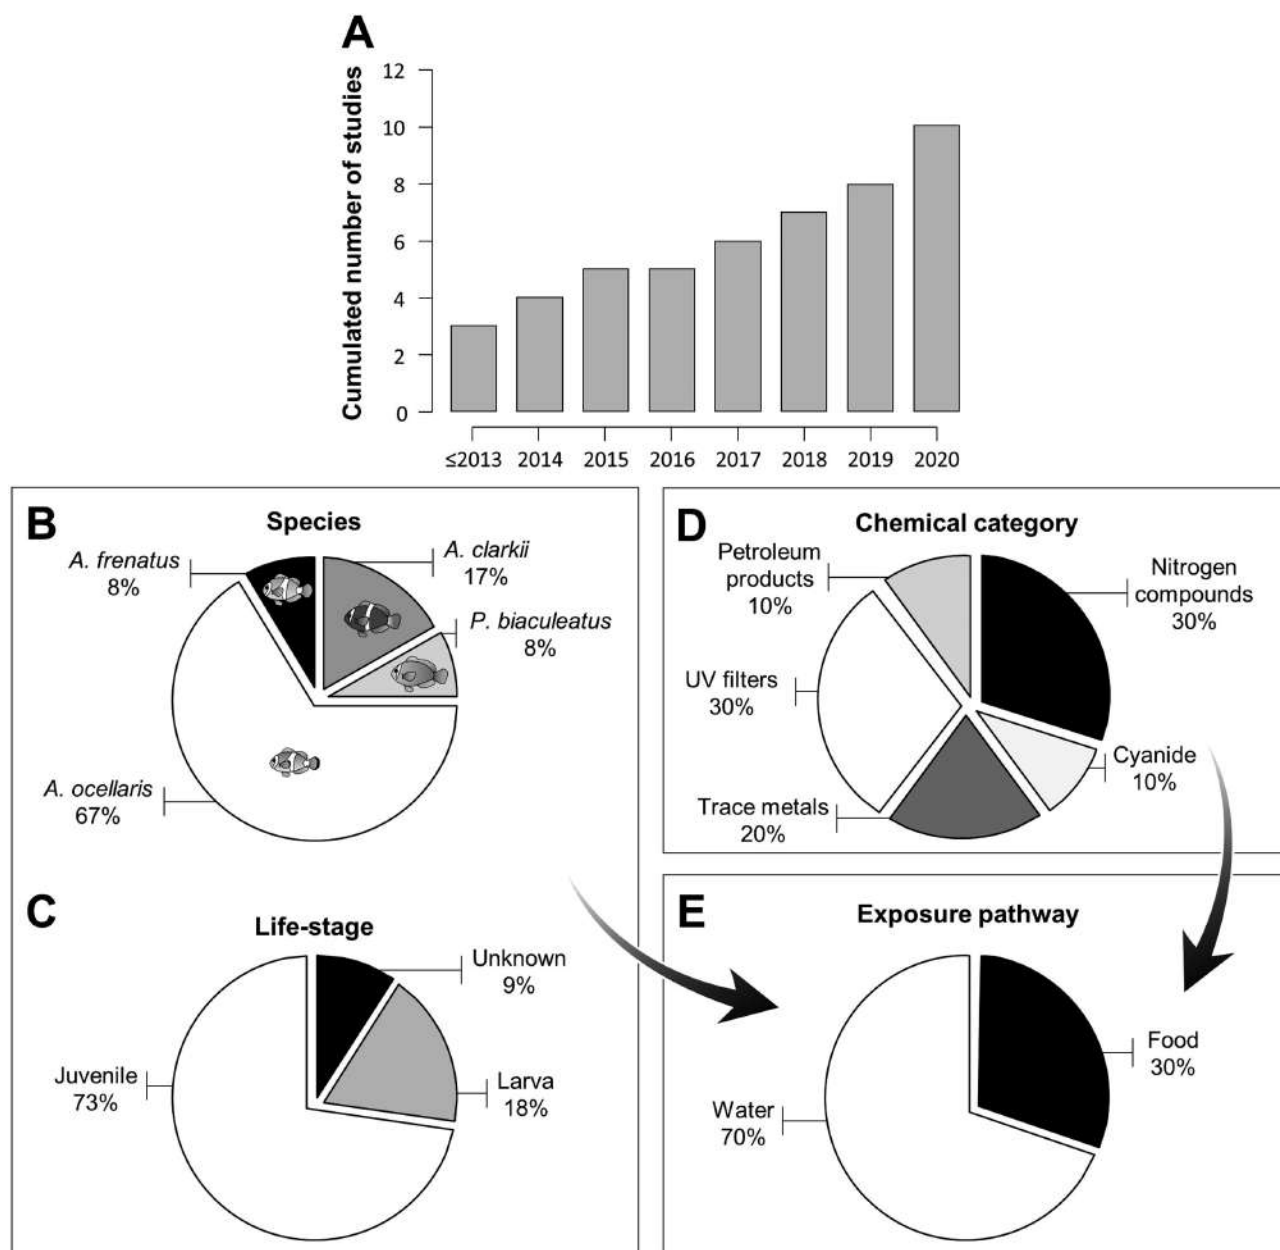 A
Cumulated number of studies
12
10
8
6
4
2
0
≤2013 2014 2015 2016 2017 2018 2019 2020
B
Species
A. frenatus
8%
A. clarkii
17%
P. biaculeatus
8%
A. ocellaris
67%
C
Life-stage
Unknown
9%
Juvenile
73%
Larva
18%
D
Chemical category
Petroleum
products
10%
Nitrogen
compounds
30%
UV filters
30%
Cyanide
10%
Trace metals
20%
E
Exposure pathway
Food
30%
Water
70%